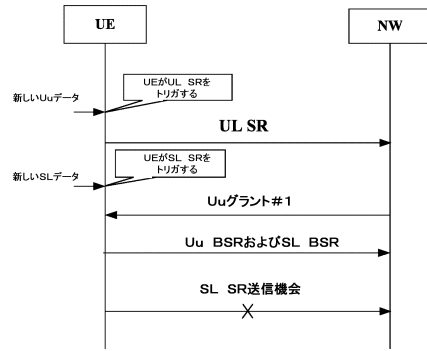 UE
NW
UEがUL SRを
トリガする
新しいUuデータ
UL SR
UEがSL SRを
トリガする
新しいSLデータ
Uuグラント#1
Uu BSRおよびSL BSR
SL SR送信機会